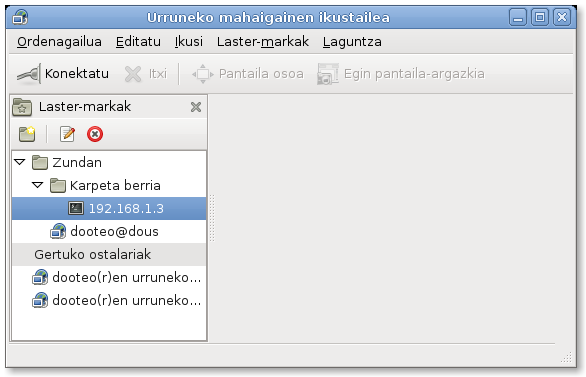 Urruneko mahaigainen ikustailea
Ordenagailua Editatu Ikusi Laster-markak Laguntza
Konektatu Itxi Pantaila osoa Egin pantaila-argazkia
Laster-markak
Zundan
Karpeta berria
192.168.1.3
dooteo@dous
Gertuko ostalariak
dooteo(r)en urruneko...
dooteo(r)en urruneko...